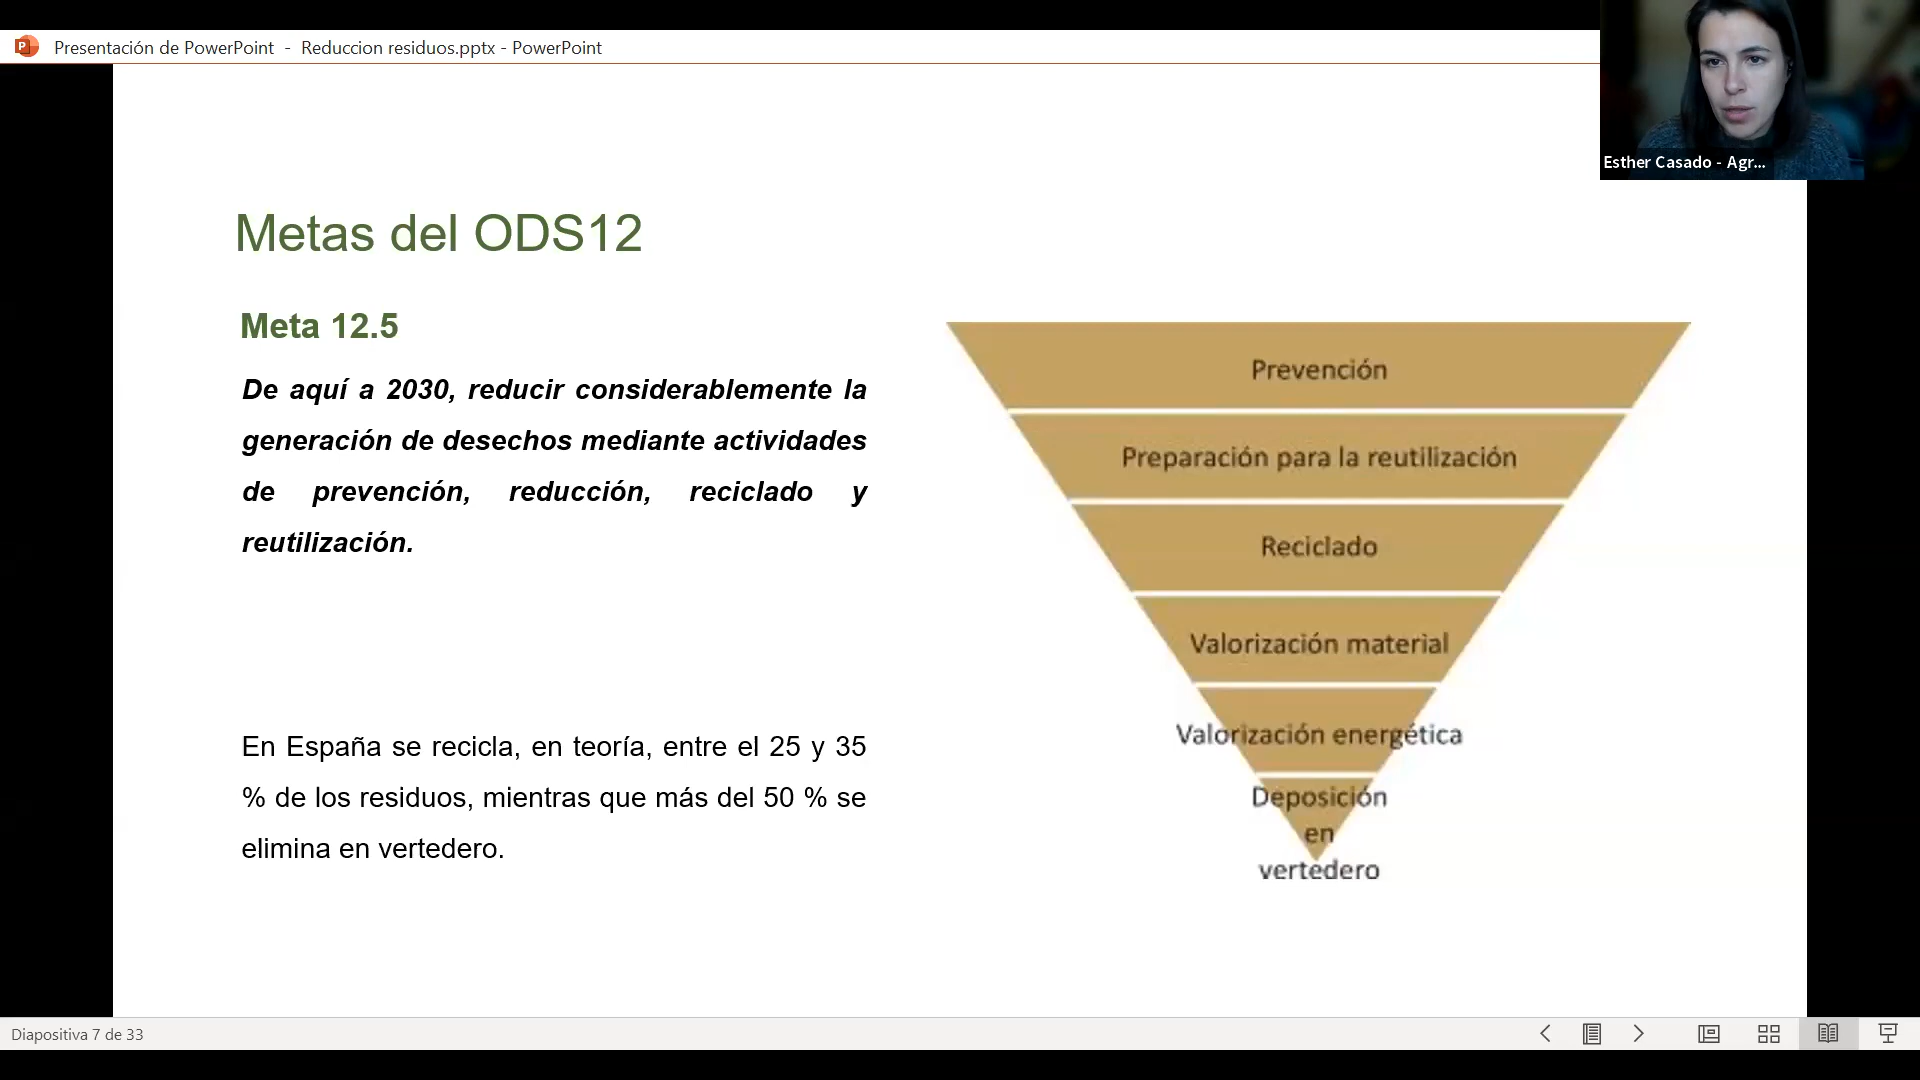 Presentación de PowerPoint - Reduccion residuos.pptx - PowerPoint
Esther Casado - Agr...
Metas del ODS12
Meta 12.5
De aquí a 2030, reducir considerablemente la
generación de desechos mediante actividades
de prevención, reducción, reciclado y
reutilización.
En España se recicla, en teoría, entre el 25 y 35
% de los residuos, mientras que más del 50 % se
elimina en vertedero.
Prevención
Preparación para la reutilización
Reciclado
Valorización material
Valorización energética
Deposición
en
vertedero
Diapositiva 7 de 33